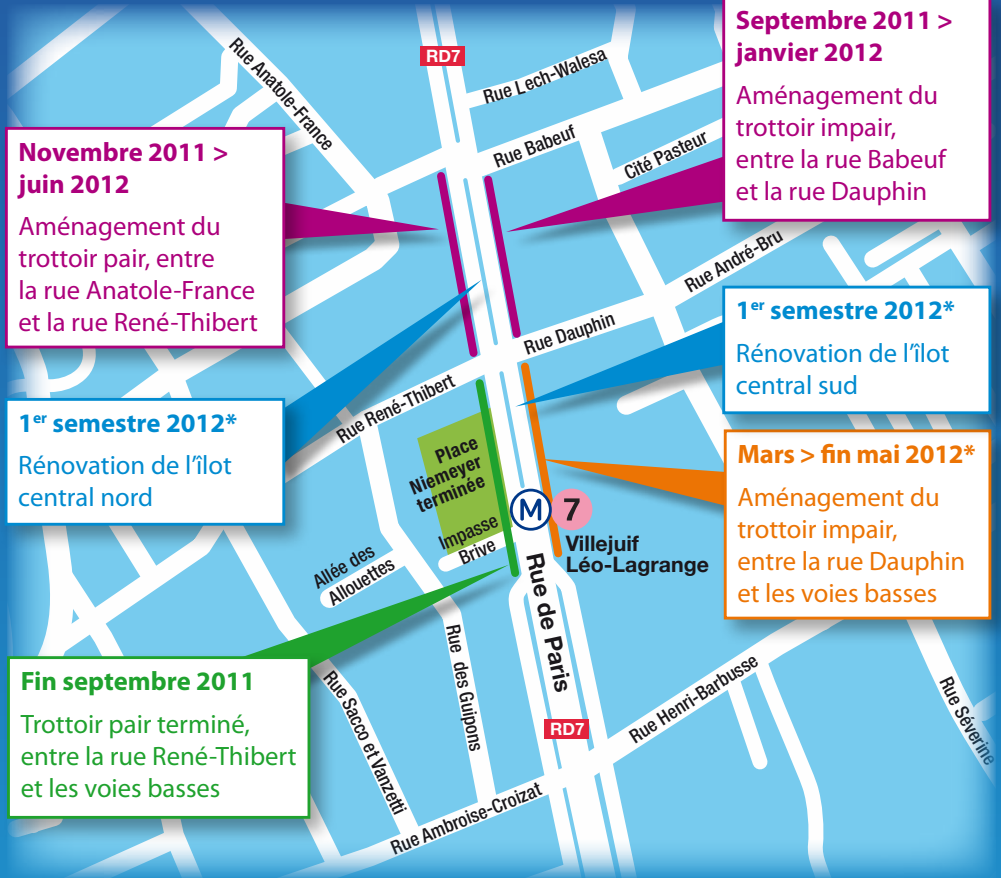 Septembre 2011 >
janvier 2012
Aménagement du
trottoir impair,
entre la rue Babeuf
et la rue Dauphin
RD7
Rue Anatole-France
Rue Lech-Walesa
Rue Babeuf
Cité Pasteur
Novembre 2011 >
juin 2012
Aménagement du
trottoir pair, entre
la rue Anatole-France
et la rue René-Thibert
Rue André-Bru
Rue Dauphin
1er semestre 2012*
Rénovation de l'îlot
central sud
Rue René-Thibert
1er semestre 2012*
Rénovation de l'îlot
central nord
Place
Niemeyer
terminée
Mars > fin mai 2012*
Aménagement du
trottoir impair,
entre la rue Dauphin
et les voies basses
M 7
Villejuif
Léo-Lagrange
Impasse
Brive
Allée des
Allouettes
Rue de Paris
Rue des Guipons
Fin septembre 2011
Trottoir pair terminé,
entre la rue René-Thibert
et les voies basses
Rue Sacco et Vanzetti
RD7
Rue Henri-Barbusse
Rue Séverine
Rue Ambroise-Croizat